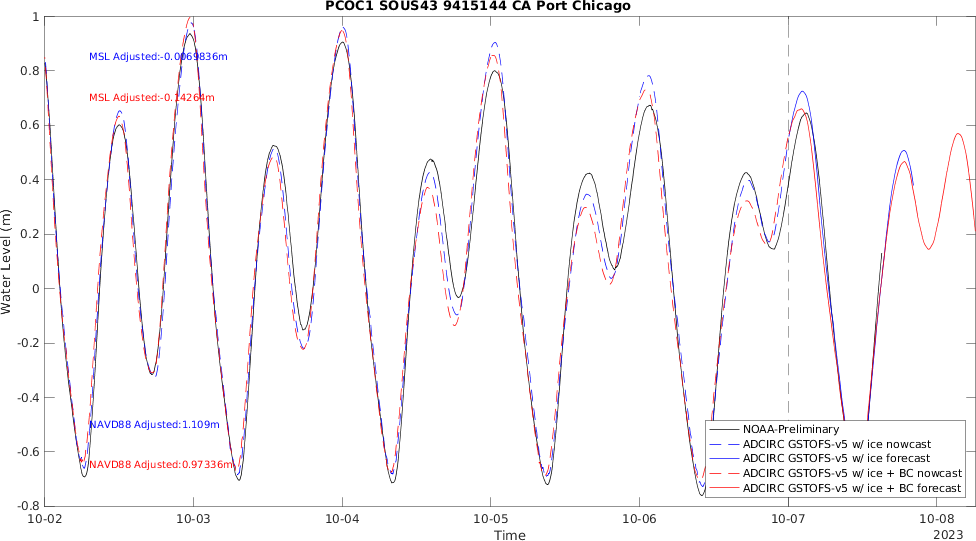 PCOC1 SOUS43 9415144 CA Port Chicago
Water Level (m)
1
0.8
0.6
0.4
0.2
0
-0.2
-0.4
-0.6
-0.8
MSL Adjusted:-0.0069836m
MSL Adjusted:-0.14264m
NAVD88 Adjusted:1.109m
NAVD88 Adjusted:0.97336m
NOAA-Preliminary
ADCIRC GSTOFS-v5 w/ ice nowcast
ADCIRC GSTOFS-v5 w/ ice forecast
ADCIRC GSTOFS-v5 w/ ice + BC nowcast
ADCIRC GSTOFS-v5 w/ ice + BC forecast
10-02 10-03 10-04 10-05 10-06 10-07 10-08
Time
2023